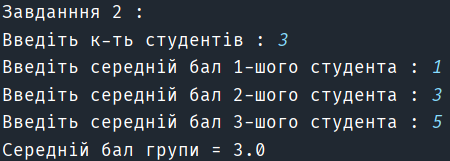 Завданння 2 :
Введіть к-ть студентів : 3
Введіть середній бал 1-шого студента : 1
Введіть середній бал 2-шого студента : 3
Введіть середній бал 3-шого студента : 5
Середній бал групи = 3.0